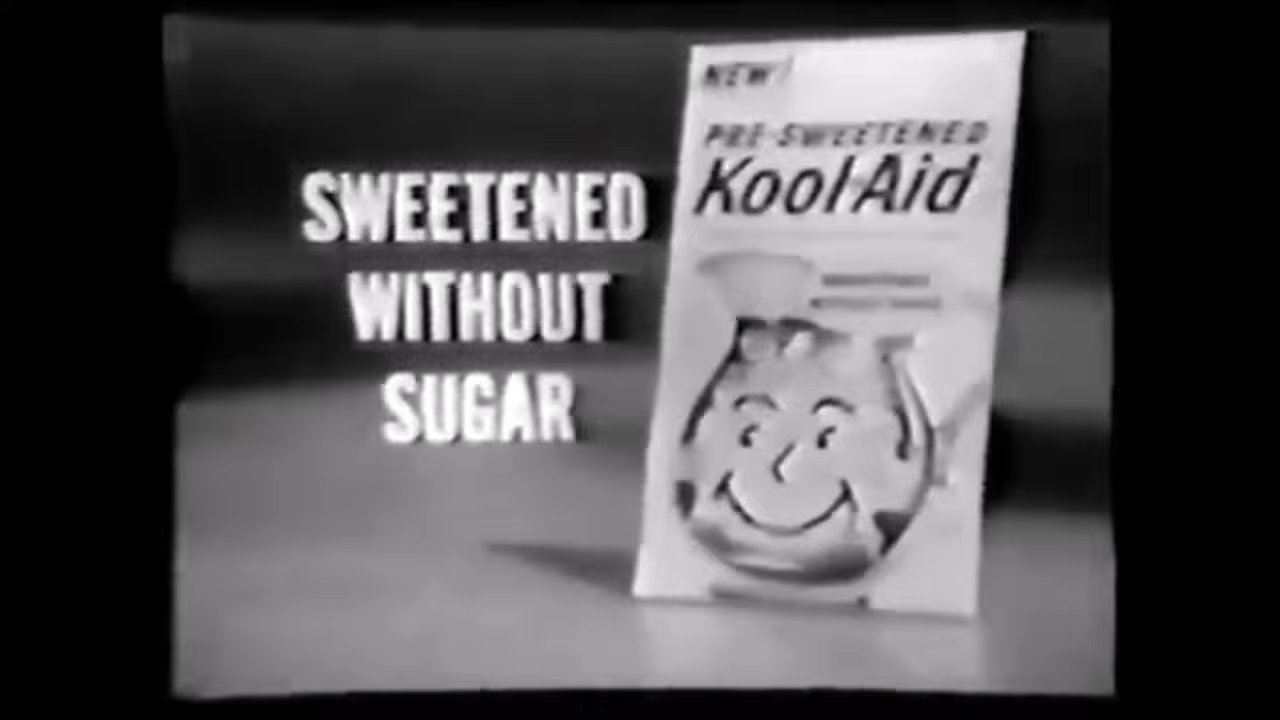 SWEETENED
WITHOUT
SUGAR
NEW!
PRE-SWEETENED
Kool-Aid